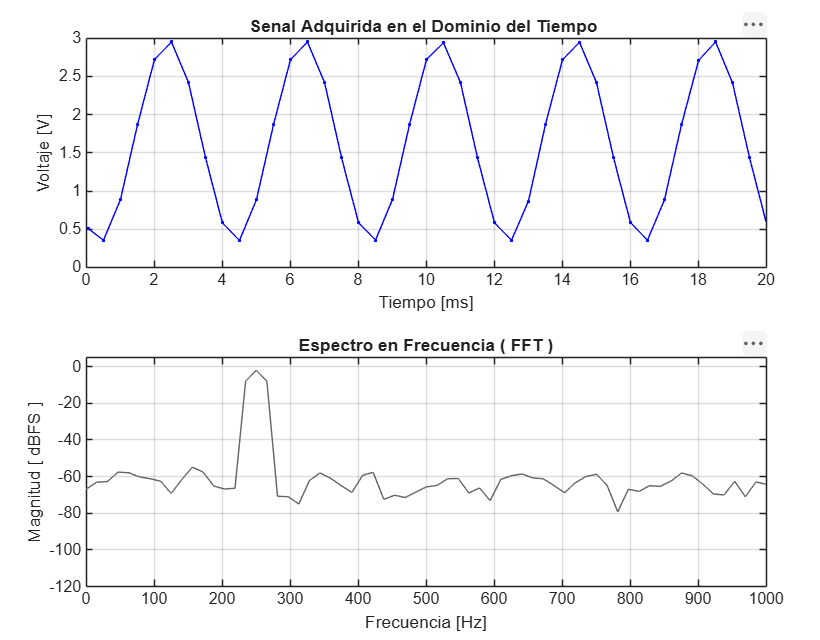 Senal Adquirida en el Dominio del Tiempo
3
2.5
2
1.5
1
0.5
0
Voltaje [V]
0 2 4 6 8 10 12 14 16 18 20
Tiempo [ms]
Espectro en Frecuencia ( FFT )
0
-20
-40
-60
-80
-100
-120
Magnitud [ dBFS ]
0 100 200 300 400 500 600 700 800 900 1000
Frecuencia [Hz]